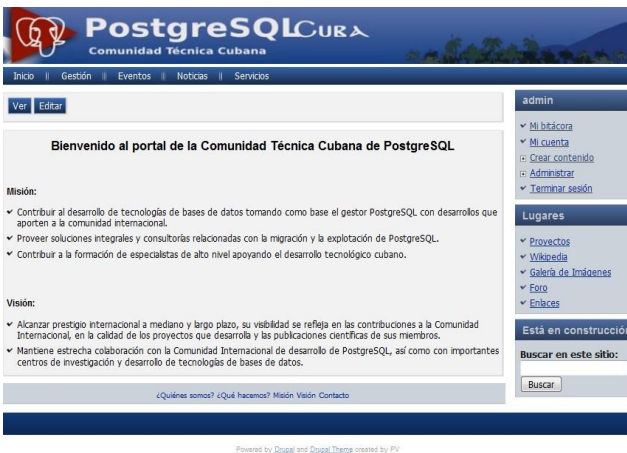 PostgreSQL CUBA
Comunidad Técnica Cubana
Inicio || Gestión || Eventos || Noticias || Servicios
Ver Editar
Bienvenido al portal de la Comunidad Técnica Cubana de PostgreSQL
Misión:
Contribuir al desarrollo de tecnologías de bases de datos tomando como base el gestor PostgreSQL con desarrollos que
aporten a la comunidad internacional.
Proveer soluciones integrales y consultorías relacionadas con la migración y la explotación de PostgreSQL.
Contribuir a la formación de especialistas de alto nivel apoyando el desarrollo tecnológico cubano.
Visión:
Alcanzar prestigio internacional a mediano y largo plazo, su visibilidad se refleja en las contribuciones a la Comunidad
Internacional, en la calidad de los proyectos que desarrolla y las publicaciones científicas de sus miembros.
Mantiene estrecha colaboración con la Comunidad Internacional de desarrollo de PostgreSQL, así como con importantes
centros de investigación y desarrollo de tecnologías de bases de datos.
¿Quiénes somos? ¿Qué hacemos? Misión Visión Contacto
admin
Mi bitácora
Mi cuenta
Crear contenido
Administrar
Terminar sesión
Lugares
Proyectos
Wikipedia
Galería de Imágenes
Foro
Enlaces
Está en construcción
Buscar en este sitio:
Buscar
Powered by Drupal and Drupal Theme created by PV